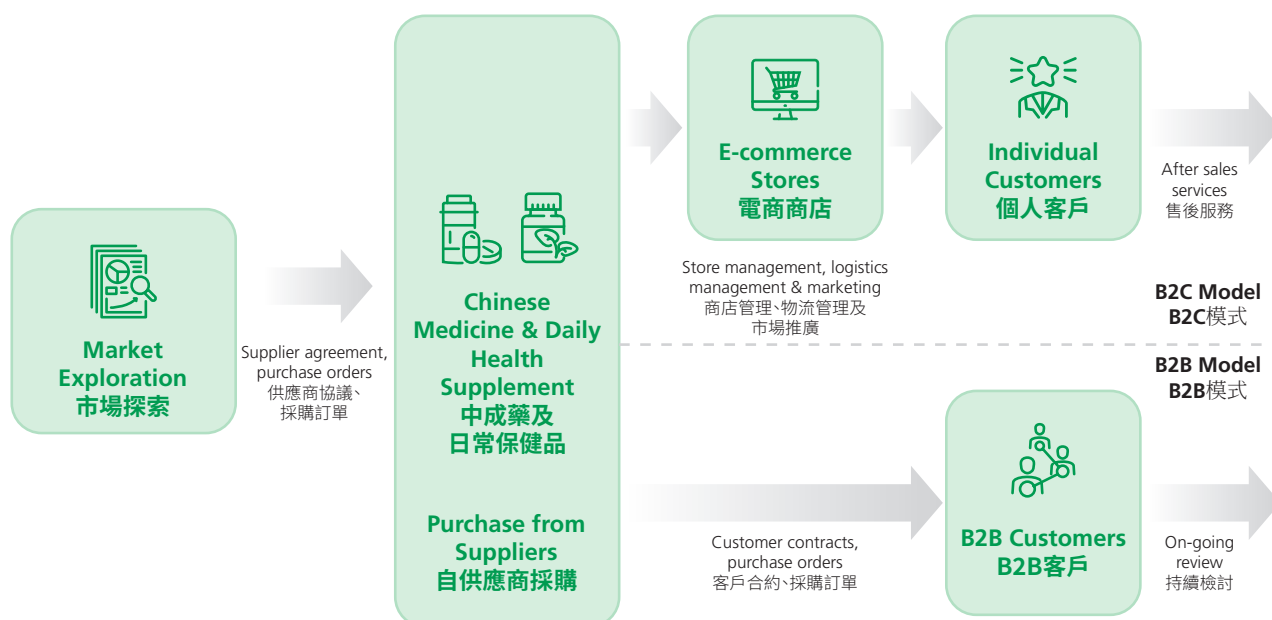 Market
Exploration
市場探索
Supplier agreement,
purchase orders
供應商協議、
採購訂單
Chinese
Medicine & Daily
Health
Supplement
中成藥及
日常保健品
Purchase from
Suppliers
自供應商採購
E-commerce
Stores
電商商店
Store management, logistics
management & marketing
商店管理、物流管理及
市場推廣
Individual
Customers
個人客戶
After sales
services
售後服務
B2C Model
B2C模式
B2B Model
B2B模式
Customer contracts,
purchase orders
客戶合約、採購訂單
B2B Customers
B2B客戶
On-going
review
持續檢討